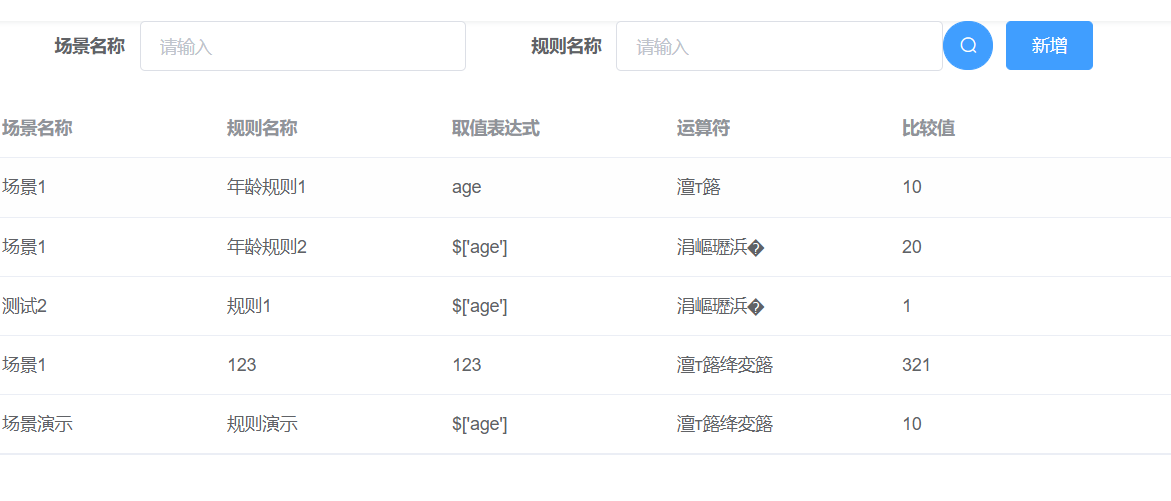 场景名称 请输入 规则名称 请输入 新增
场景名称 规则名称 取值表达式 运算符 比较值
场景1 年龄规则1 age 澶т簬 10
场景1 年龄规则2 $['age'] 涓嶇瓑浜� 20
测试2 规则1 $['age'] 涓嶇瓑浜� 1
场景1 123 123 澶т簬绛变簬 321
场景演示 规则演示 $['age'] 澶т簬绛变簬 10